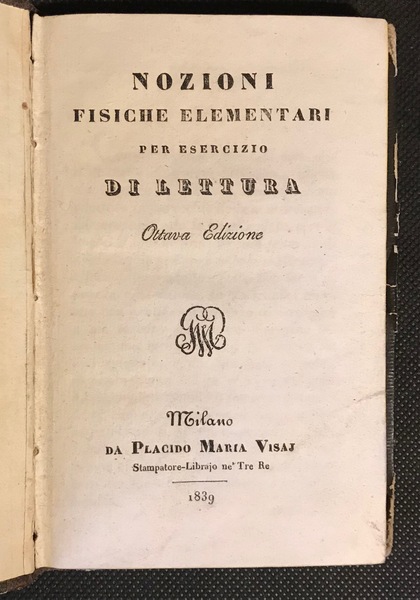 NOZIONI
FISICHE ELEMENTARI
PER ESERCIZIO
DI LETTURA
Ottava Edizione
Milano
DA PLACIDO MARIA VISAJ
Stampatore-Librajo ne' Tre Re
1839